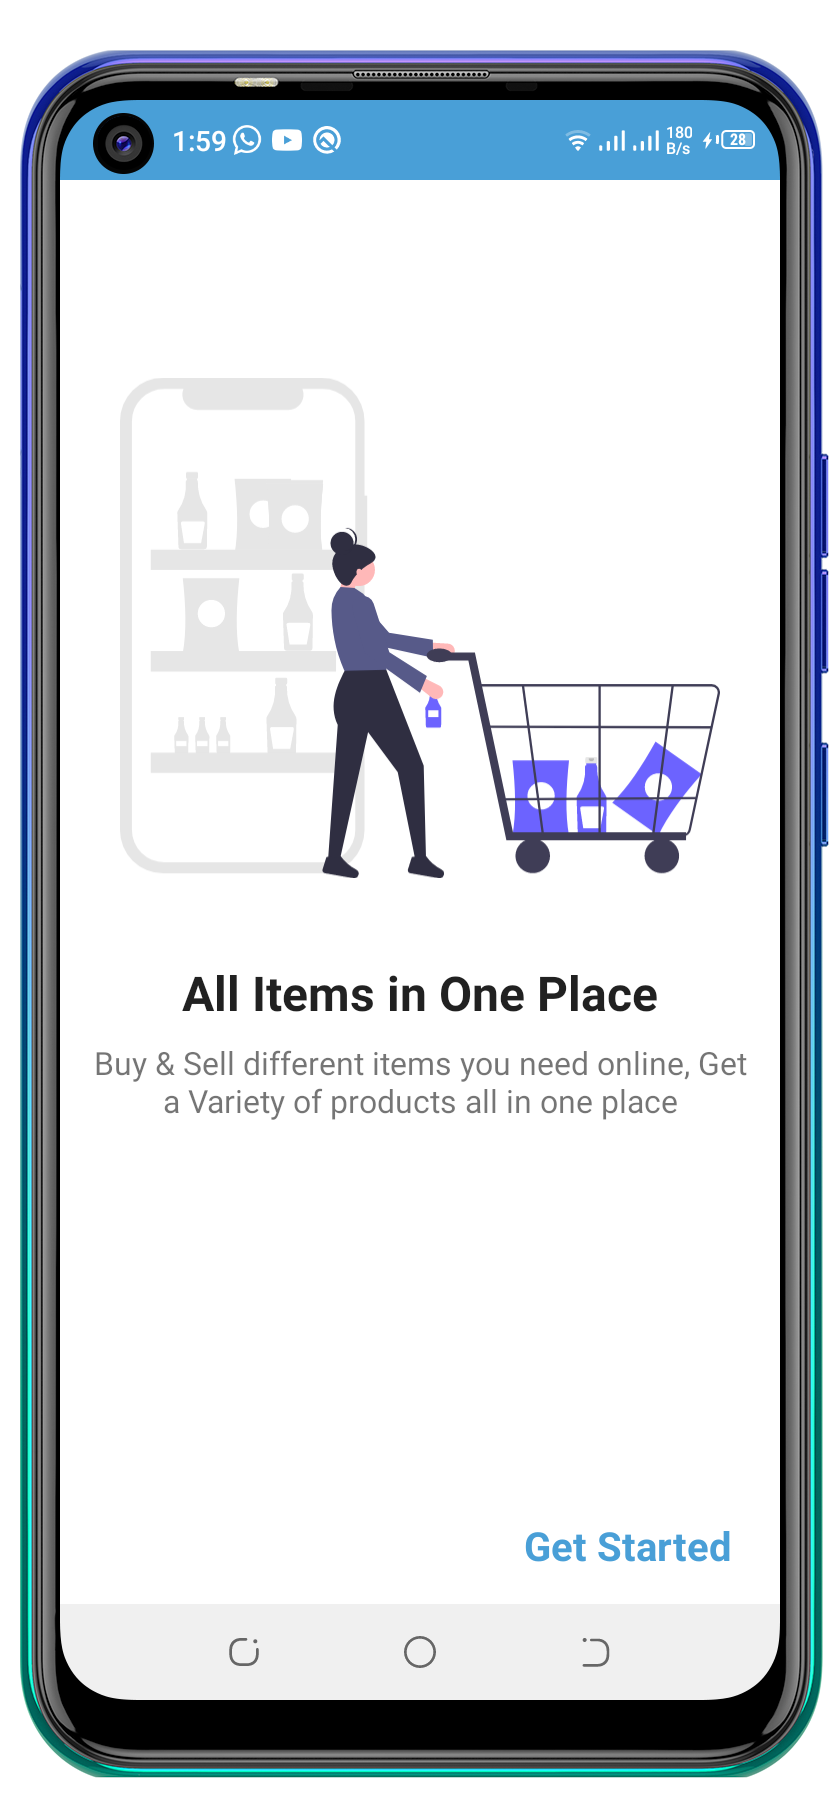 1:59 180 B/s 28
All Items in One Place
Buy & Sell different items you need online, Get
a Variety of products all in one place
Get Started